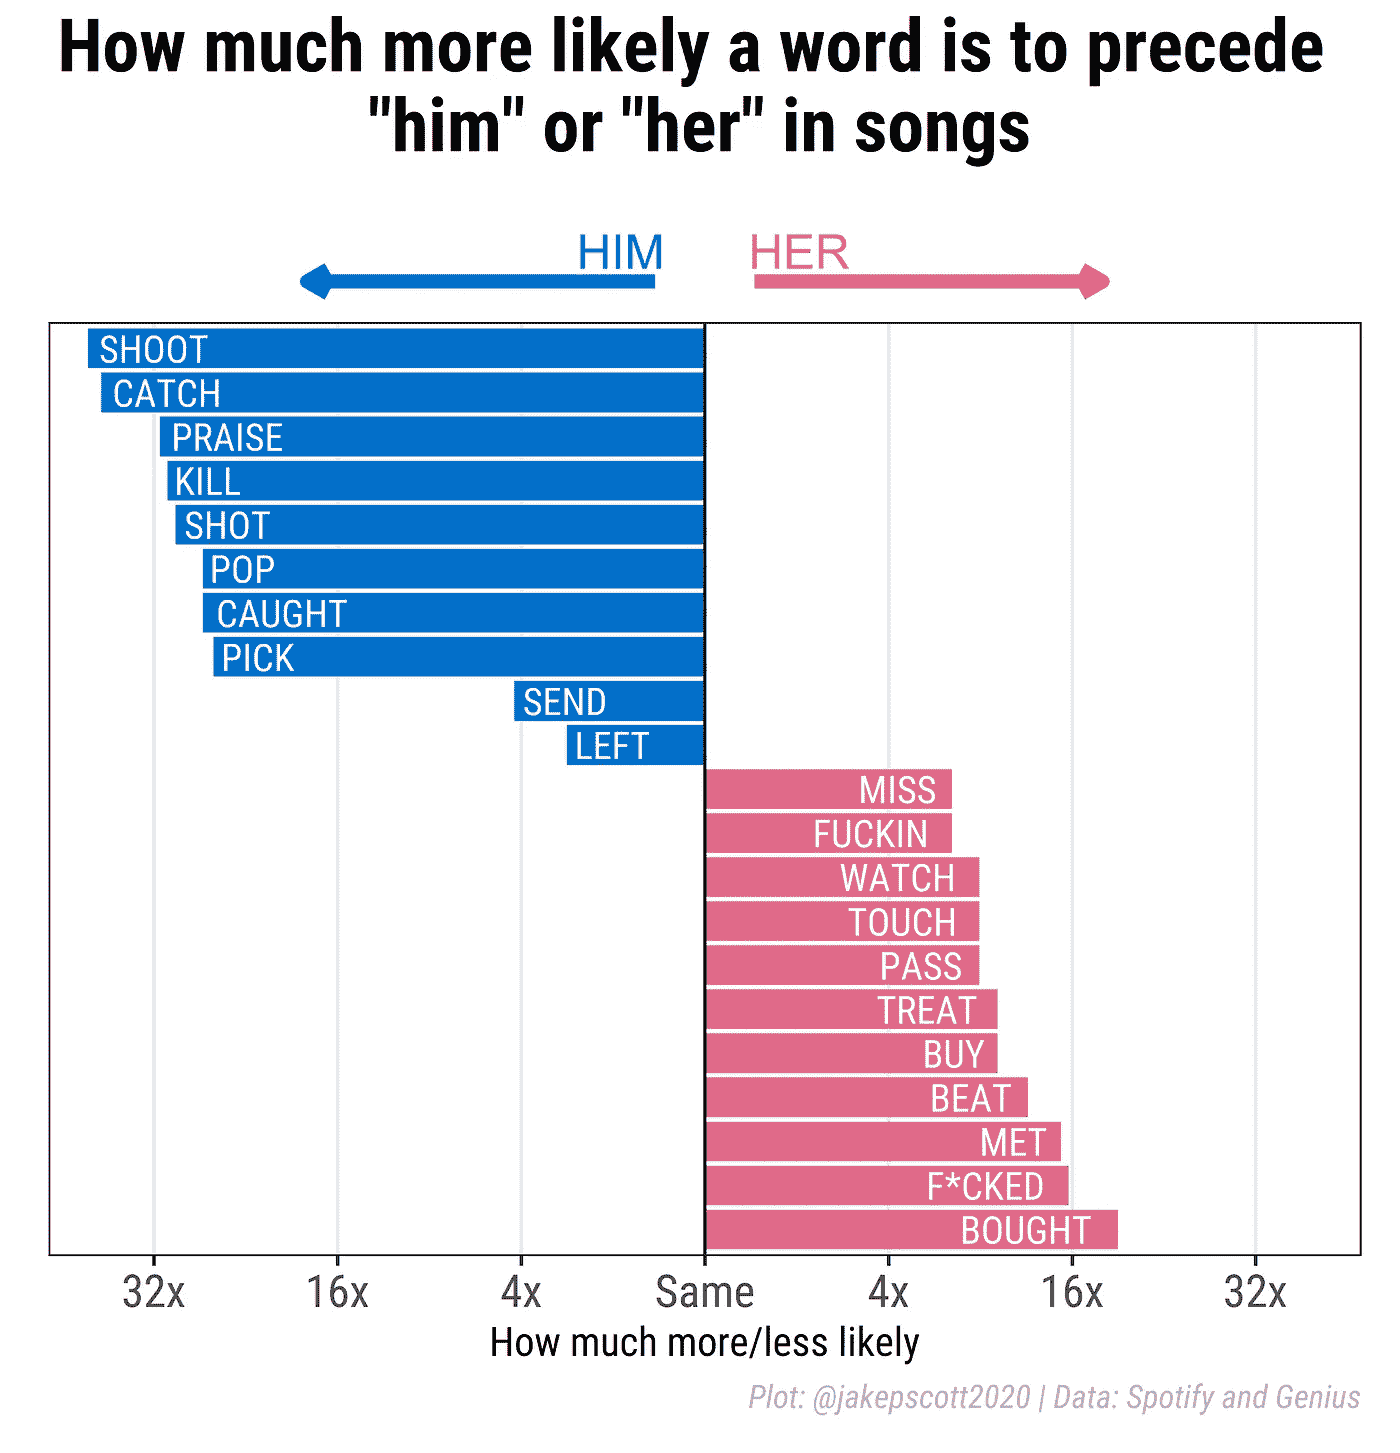 How much more likely a word is to precede
"him" or "her" in songs
HIM HER
SHOOT
CATCH
PRAISE
KILL
SHOT
POP
CAUGHT
PICK
SEND
LEFT
MISS
FUCKIN
WATCH
TOUCH
PASS
TREAT
BUY
BEAT
MET
F*CKED
BOUGHT
32x 16x 4x Same 4x 16x 32x
How much more/less likely
Plot: @jakepscott2020 | Data: Spotify and Genius